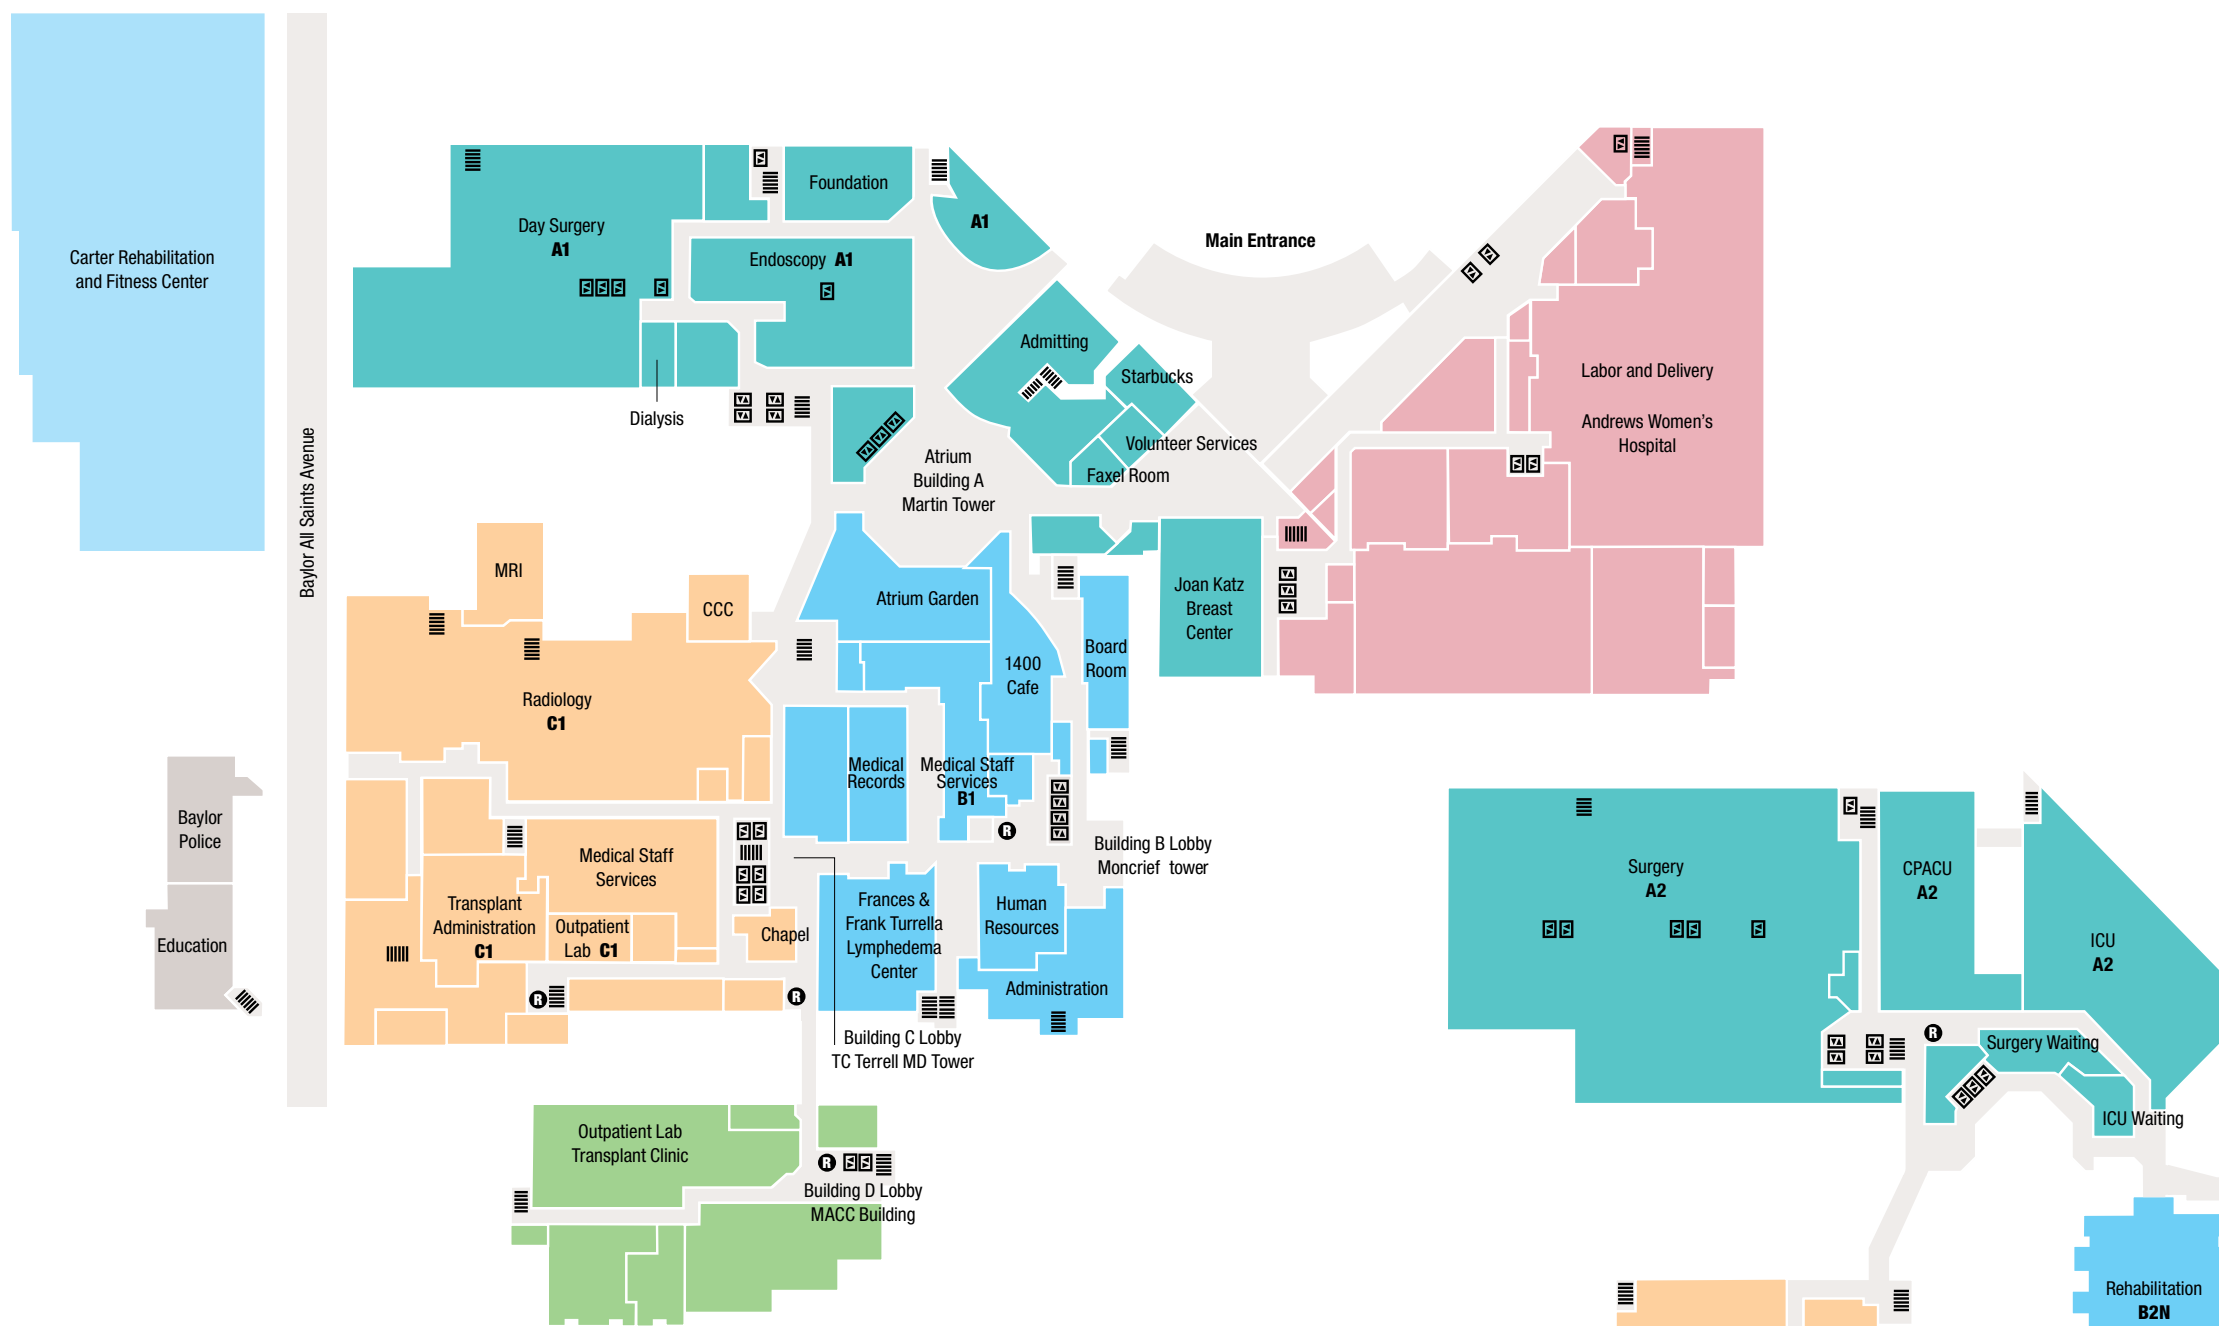 Carter Rehabilitation
and Fitness Center
Baylor All Saints Avenue
Day Surgery
A1
Foundation
A1
Endoscopy A1
Dialysis
Main Entrance
Admitting
Starbucks
Volunteer Services
Faxel Room
Atrium
Building A
Martin Tower
Labor and Delivery
Andrews Women's
Hospital
MRI
CCC
Atrium Garden
1400
Cafe
Board
Room
Joan Katz
Breast
Center
Radiology
C1
Medical
Records
Medical Staff
Services
B1
R
Building B Lobby
Moncrief tower
Baylor
Police
Education
Medical Staff
Services
Transplant
Administration
C1
Outpatient
Lab C1
Chapel
Frances &
Frank Turrella
Lymphedema
Center
Human
Resources
Administration
R
R
Building C Lobby
TC Terrell MD Tower
Outpatient Lab
Transplant Clinic
R
Building D Lobby
MACC Building
Surgery
A2
CPACU
A2
ICU
A2
R
Surgery Waiting
ICU Waiting
Rehabilitation
B2N